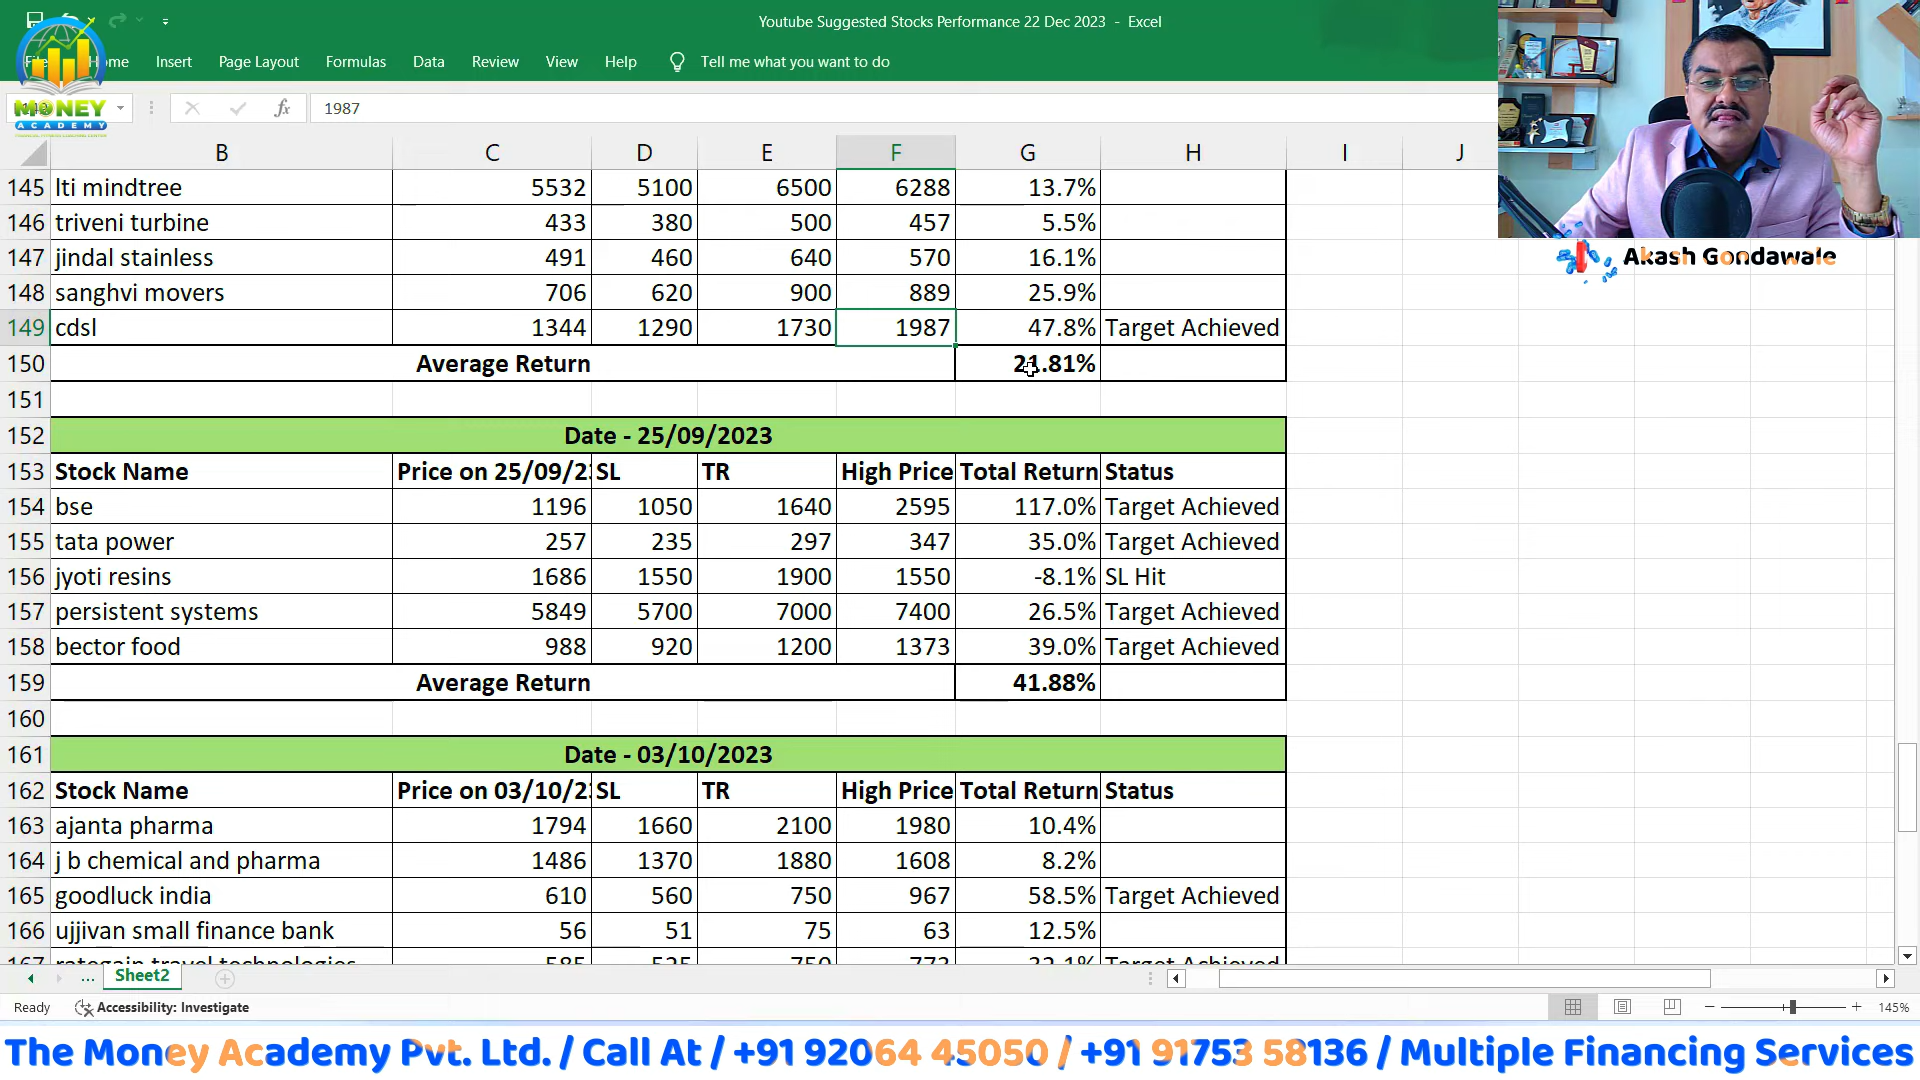 Youtube Suggested Stocks Performance 22 Dec 2023 - Excel
Home Insert Page Layout Formulas Data Review View Help Tell me what you want to do
MONEY
ACADEMY
fx 1987
B C D E F G H I J
145 lti mindtree 5532 5100 6500 6288 13.7%
146 triveni turbine 433 380 500 457 5.5%
147 jindal stainless 491 460 640 570 16.1%
148 sanghvi movers 706 620 900 889 25.9%
149 cdsl 1344 1290 1730 1987 47.8% Target Achieved
150 Average Return 21.81%
151
152 Date - 25/09/2023
153 Stock Name Price on 25/09/23 SL TR High Price Total Return Status
154 bse 1196 1050 1640 2595 117.0% Target Achieved
155 tata power 257 235 297 347 35.0% Target Achieved
156 jyoti resins 1686 1550 1900 1550 -8.1% SL Hit
157 persistent systems 5849 5700 7000 7400 26.5% Target Achieved
158 bector food 988 920 1200 1373 39.0% Target Achieved
159 Average Return 41.88%
160
161 Date - 03/10/2023
162 Stock Name Price on 03/10/23 SL TR High Price Total Return Status
163 ajanta pharma 1794 1660 2100 1980 10.4%
164 j b chemical and pharma 1486 1370 1880 1608 8.2%
165 goodluck india 610 560 750 967 58.5% Target Achieved
166 ujjivan small finance bank 56 51 75 63 12.5%
167 rategain travel technologies 585 525 750 773 32.1% Target Achieved
Akash Gondawale
... Sheet2
Ready Accessibility: Investigate 145%
The Money Academy Pvt. Ltd. / Call At / +91 92064 45050 / +91 91753 58136 / Multiple Financing Services